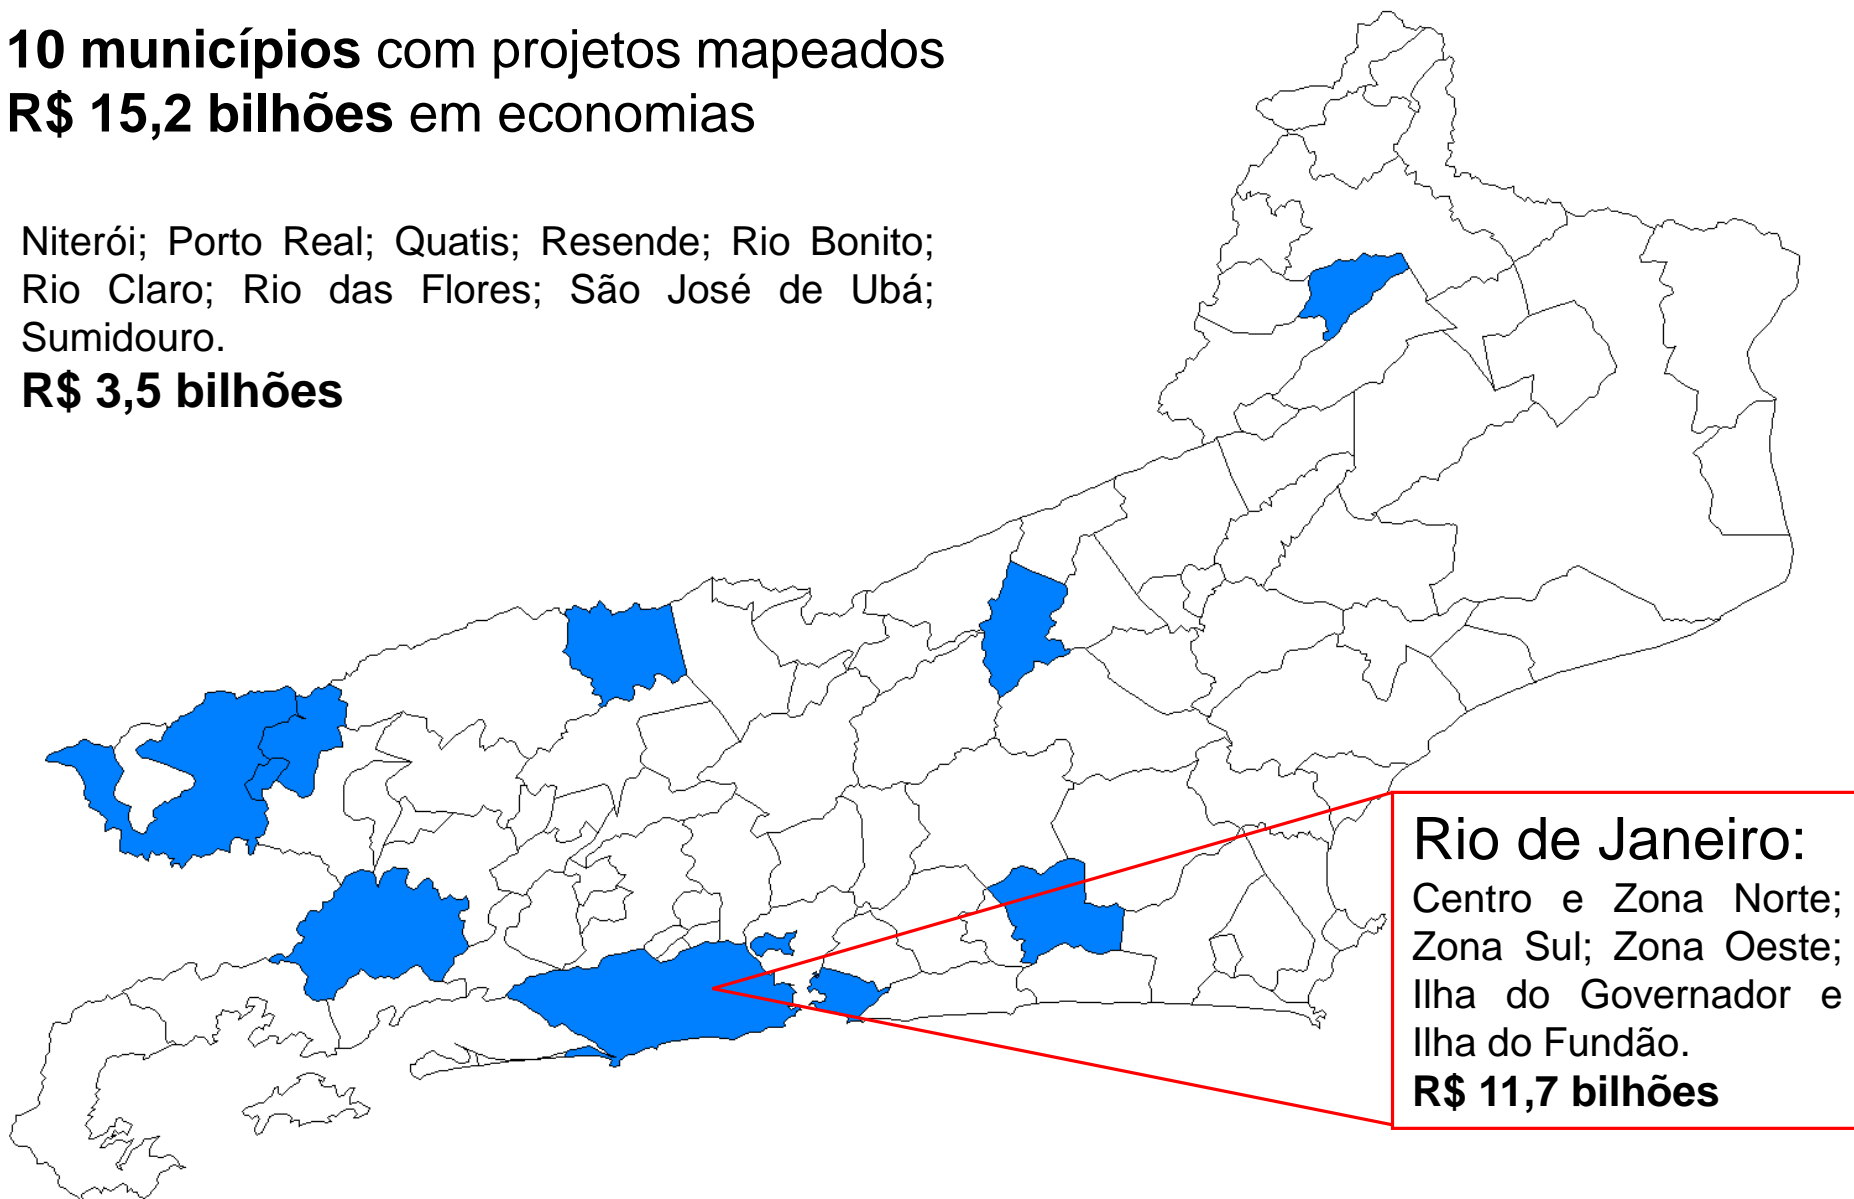 10 municípios com projetos mapeados
R$ 15,2 bilhões em economias
Niterói; Porto Real; Quatis; Resende; Rio Bonito;
Rio Claro; Rio das Flores; São José de Ubá;
Sumidouro.
R$ 3,5 bilhões
Rio de Janeiro:
Centro e Zona Norte;
Zona Sul; Zona Oeste;
Ilha do Governador e
Ilha do Fundão.
R$ 11,7 bilhões